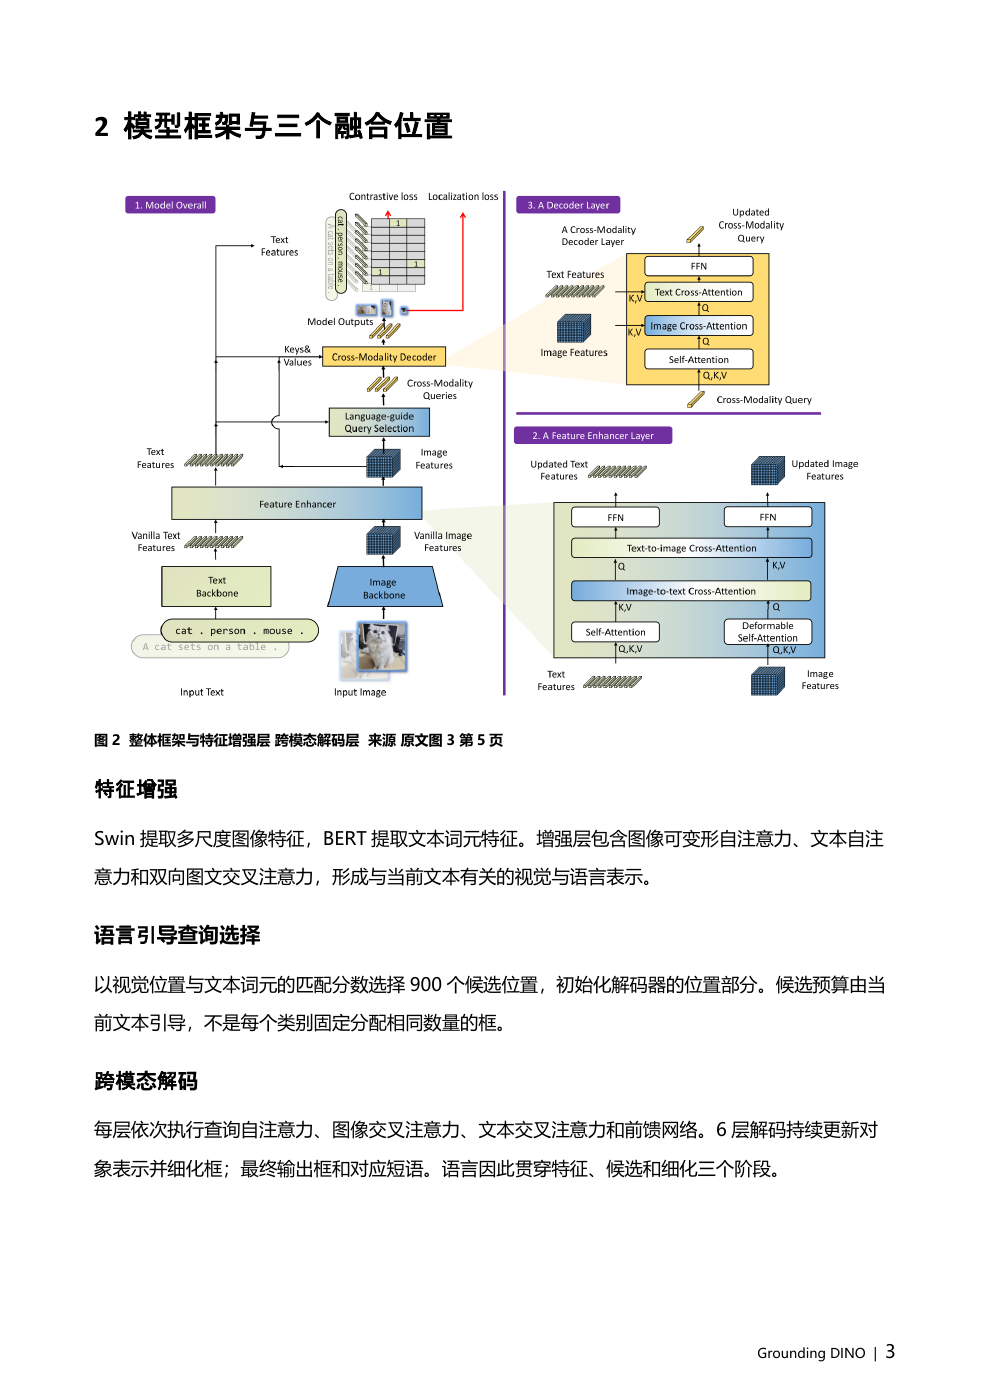 2 模型框架与三个融合位置
1. Model Overall
Contrastive loss
Localization loss
Text
Features
cat . person . mouse .
A cat sets on a table .
1
1
1
1
Model Outputs
Keys&
Values
Cross-Modality Decoder
Cross-Modality
Queries
Language-guide
Query Selection
Text
Features
Image
Features
Feature Enhancer
Vanilla Text
Features
Vanilla Image
Features
Text
Backbone
Image
Backbone
cat . person . mouse .
A cat sets on a table .
Input Text
Input Image
3. A Decoder Layer
A Cross-Modality
Decoder Layer
Updated
Cross-Modality
Query
FFN
Text Features
K,V
Text Cross-Attention
Q
Image Features
K,V
Image Cross-Attention
Q
Self-Attention
Q,K,V
Cross-Modality Query
2. A Feature Enhancer Layer
Updated Text
Features
Updated Image
Features
FFN
FFN
Text-to-image Cross-Attention
Q
K,V
Image-to-text Cross-Attention
K,V
Q
Self-Attention
Deformable
Self-Attention
Q,K,V
Q,K,V
Text
Features
Image
Features
图 2 整体框架与特征增强层 跨模态解码层 来源 原文图 3 第 5 页
特征增强
Swin 提取多尺度图像特征，BERT 提取文本词元特征。增强层包含图像可变形自注意力、文本自注
意力和双向图文交叉注意力，形成与当前文本有关的视觉与语言表示。
语言引导查询选择
以视觉位置与文本词元的匹配分数选择 900 个候选位置，初始化解码器的位置部分。候选预算由当
前文本引导，不是每个类别固定分配相同数量的框。
跨模态解码
每层依次执行查询自注意力、图像交叉注意力、文本交叉注意力和前馈网络。6 层解码持续更新对
象表示并细化框；最终输出框和对应短语。语言因此贯穿特征、候选和细化三个阶段。
Grounding DINO | 3